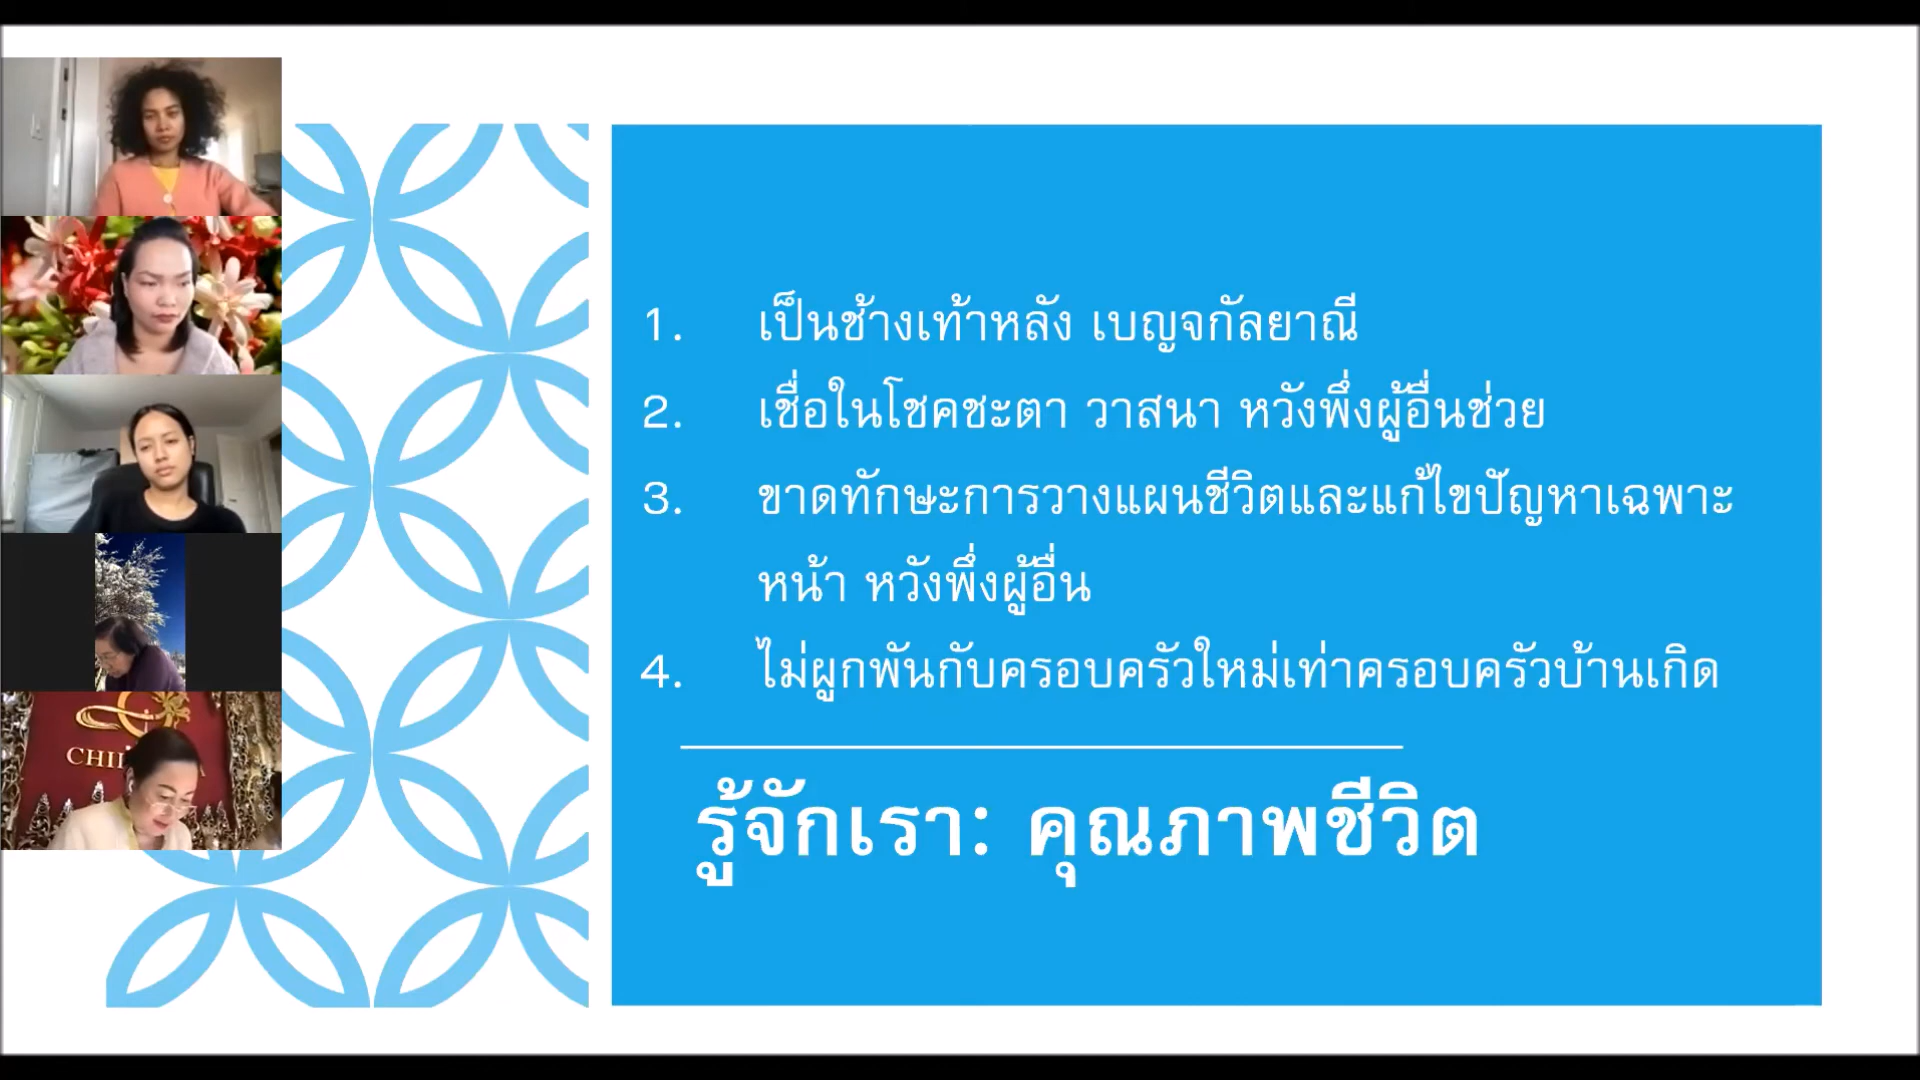 1. เป็นช้างเท้าหลัง เบญจกัลยาณี
2. เชื่อในโชคชะตา วาสนา หวังพึ่งผู้อื่นช่วย
3. ขาดทักษะการวางแผนชีวิตและแก้ไขปัญหาเฉพาะ
หน้า หวังพึ่งผู้อื่น
4. ไม่ผูกพันกับครอบครัวใหม่เท่าครอบครัวบ้านเกิด
รู้จักเรา: คุณภาพชีวิต